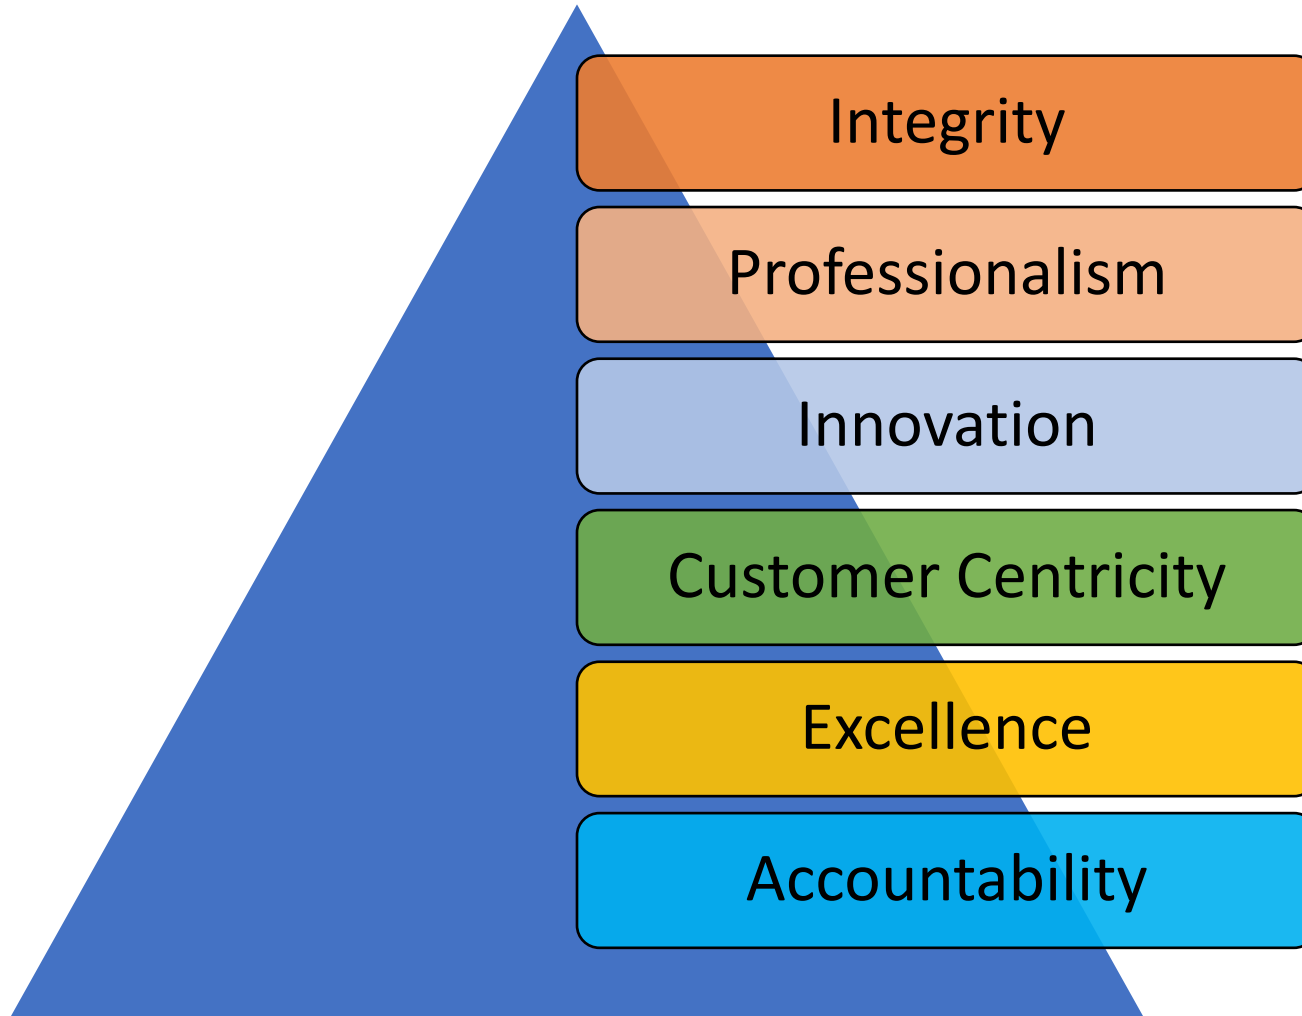 Integrity
Professionalism
Innovation
Customer Centricity
Excellence
Accountability